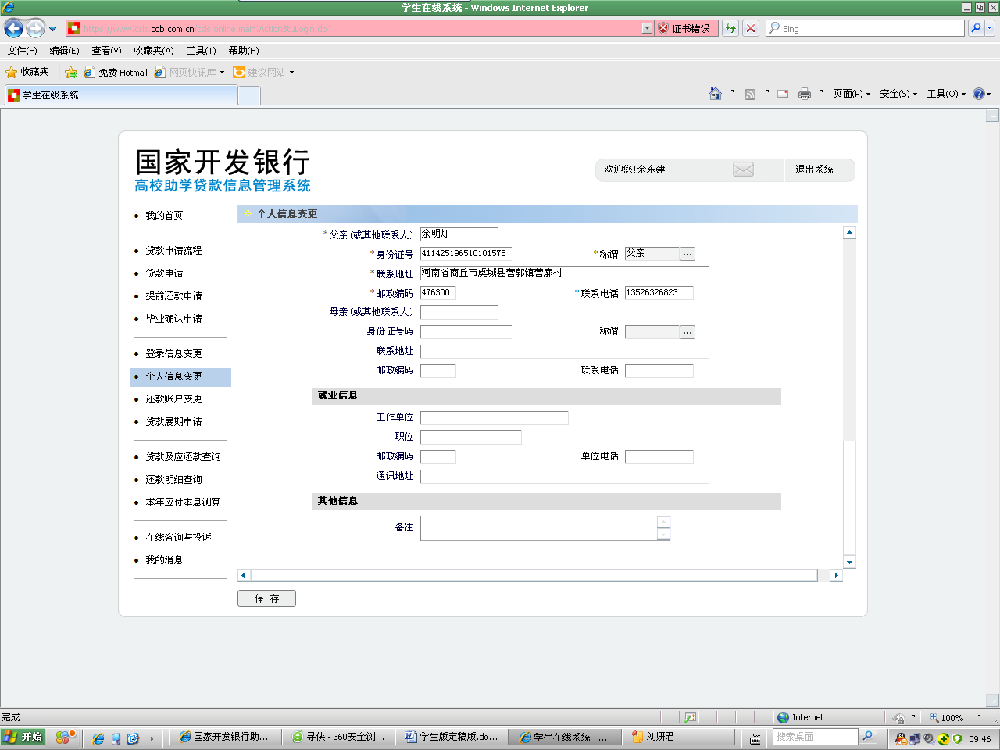 学生在线系统 - Windows Internet Explorer
https://www.csls.cdb.com.cn/csls.online.main.ActionStuLogin.do
证书错误
Bing
文件(F) 编辑(E) 查看(V) 收藏夹(A) 工具(T) 帮助(H)
收藏夹 免费 Hotmail 网页快讯库 建议网站
学生在线系统
页面(P) 安全(S) 工具(O)
国家开发银行
高校助学贷款信息管理系统
欢迎您!余东建 退出系统
我的首页
贷款申请流程
贷款申请
提前还款申请
毕业确认申请
登录信息变更
个人信息变更
还款账户变更
贷款展期申请
贷款及应还款查询
还款明细查询
本年应付本息测算
在线咨询与投诉
我的消息
个人信息变更
*父亲(或其他联系人) 余明灯
*身份证号 411425196510101578 *称谓 父亲 ...
*联系地址 河南省商丘市虞城县营郭镇营廓村
*邮政编码 476300 *联系电话 13526326823
母亲(或其他联系人)
身份证号码 称谓 ...
联系地址
邮政编码 联系电话
就业信息
工作单位
职位
邮政编码 单位电话
通讯地址
其他信息
备注
保 存
完成 Internet 100%
开始 国家开发银行助... 寻侠 - 360安全浏... 学生版定稿版.do... 学生在线系统 - ... 刘妍君 搜索桌面 09:46